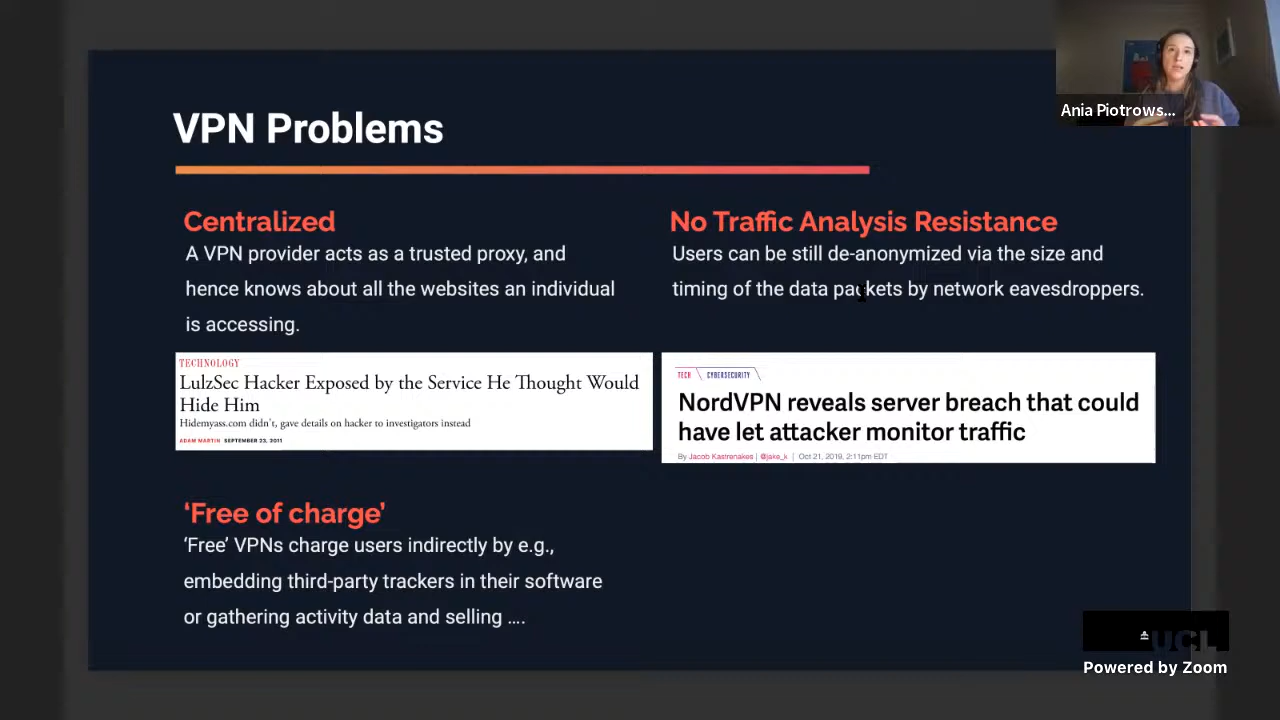 Ania Piotrows...
VPN Problems
Centralized
A VPN provider acts as a trusted proxy, and
hence knows about all the websites an individual
is accessing.
TECHNOLOGY
LulzSec Hacker Exposed by the Service He Thought Would
Hide Him
Hidemyass.com didn't, gave details on hacker to investigators instead
ADAM MARTIN SEPTEMBER 23, 2011
No Traffic Analysis Resistance
Users can be still de-anonymized via the size and
timing of the data packets by network eavesdroppers.
TECH CYBERSECURITY
NordVPN reveals server breach that could
have let attacker monitor traffic
By Jacob Kastrenakes | @jake_k | Oct 21, 2019, 2:11pm EDT
'Free of charge'
'Free' VPNs charge users indirectly by e.g.,
embedding third-party trackers in their software
or gathering activity data and selling ....
UCL
Powered by Zoom